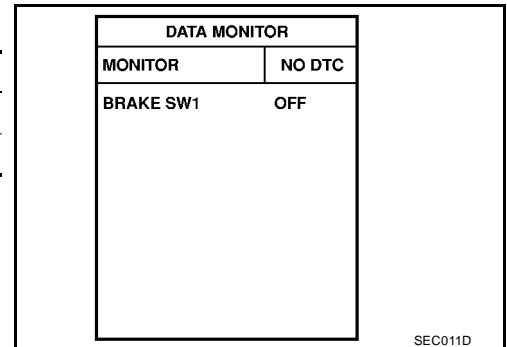 DATA MONITOR
MONITOR NO DTC
BRAKE SW1 OFF
SEC011D